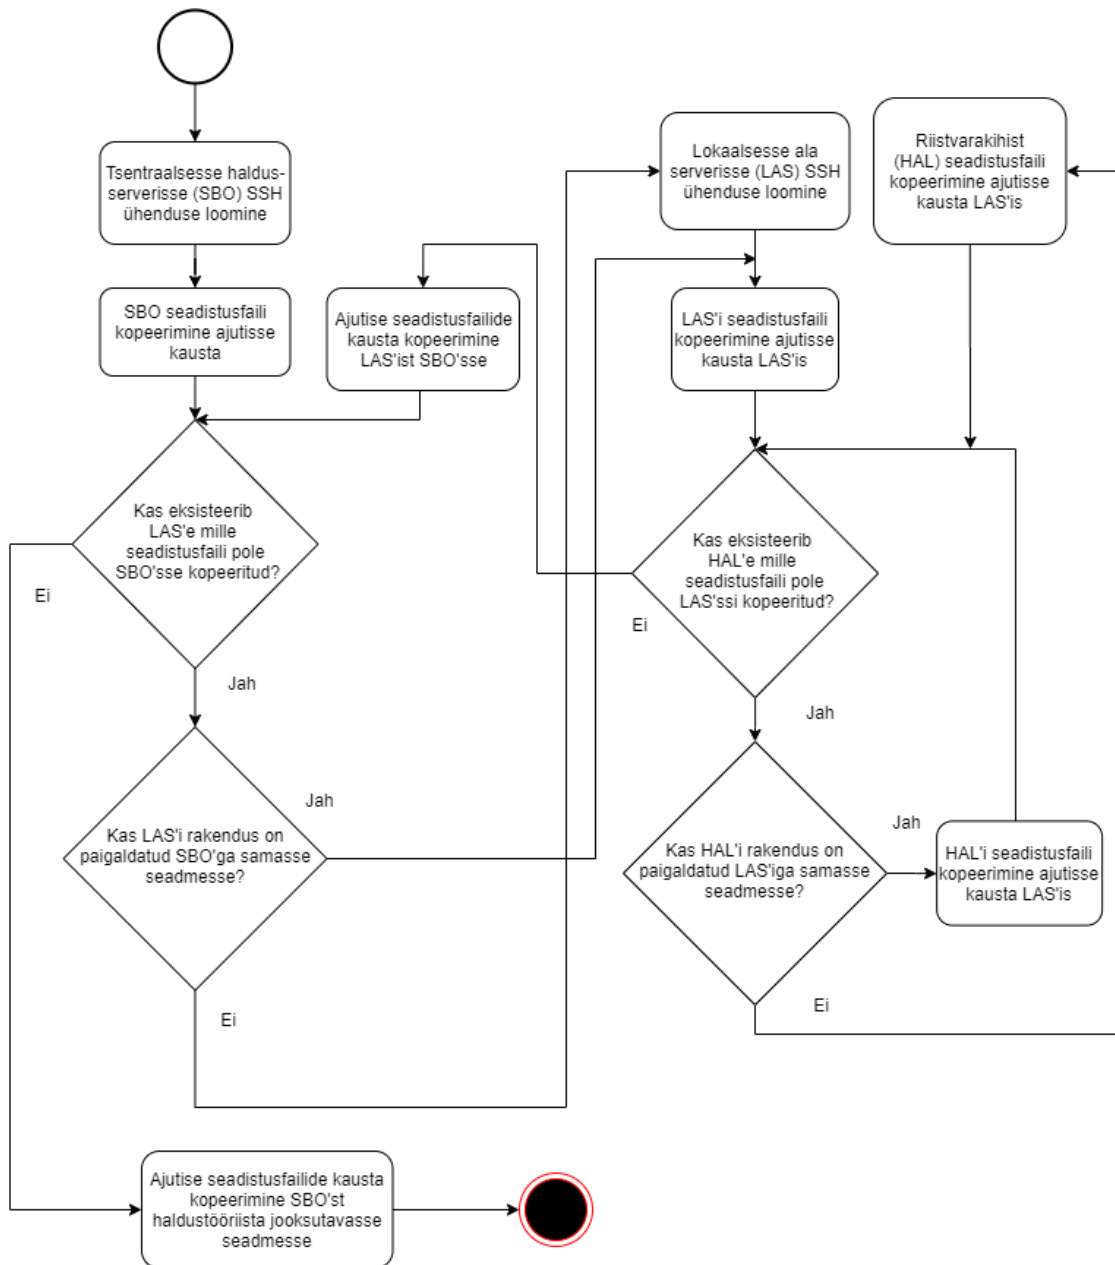 Tsentraalsesse haldus-
serverisse (SBO) SSH
ühenduse loomine
SBO seadistusfaili
kopeerimine ajutisse
kausta
Ajutise seadistusfailide
kausta kopeerimine
LAS'ist SBO'sse
Lokaalsesse ala
serverisse (LAS) SSH
ühenduse loomine
Riistvarakihist
(HAL) seadistusfaili
kopeerimine ajutisse
kausta LAS'is
LAS'i seadistusfaili
kopeerimine ajutisse
kausta LAS'is
Kas eksisteerib
LAS'e mille
seadistusfaili pole
SBO'sse kopeeritud?
Ei
Jah
Kas eksisteerib
HAL'e mille
seadistusfaili pole
LAS'ssi kopeeritud?
Ei
Jah
Kas LAS'i rakendus on
paigaldatud SBO'ga samasse
seadmesse?
Jah
Ei
Kas HAL'i rakendus on
paigaldatud LAS'iga samasse
seadmesse?
Jah
Ei
HAL'i seadistusfaili
kopeerimine ajutisse
kausta LAS'is
Ajutise seadistusfailide kausta
kopeerimine SBO'st
haldustööriista jooksutavasse
seadmesse